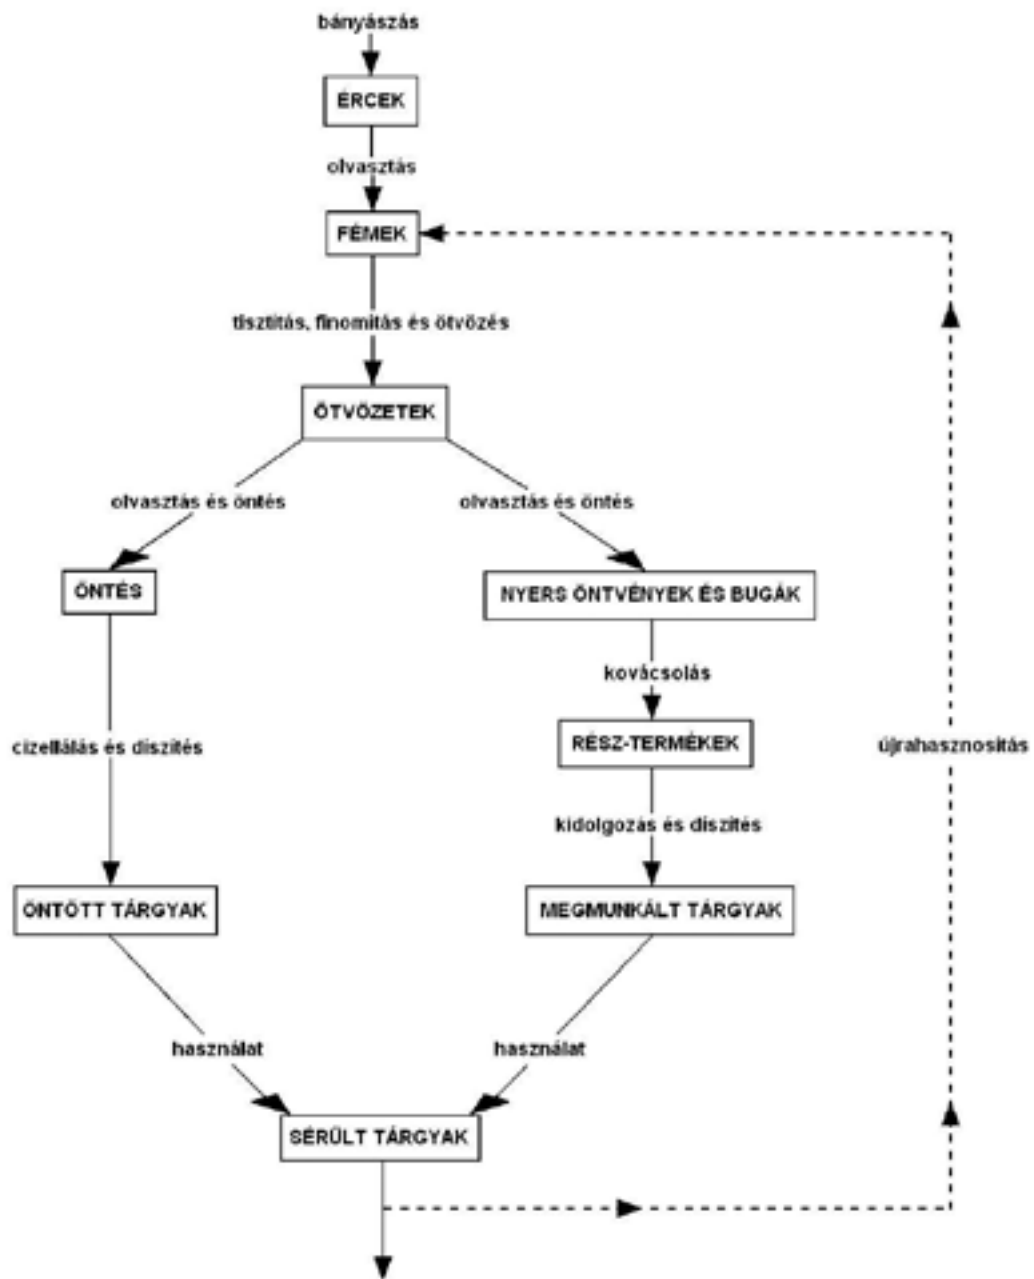 bányászás
ÉRCEK
olvasztás
FÉMEK
tisztítás, finomítás és ötvözés
ÖTVÖZETEK
olvasztás és öntés
olvasztás és öntés
ÖNTÉS
NYERS ÖNTVÉNYEK ÉS BUGÁK
kovácsolás
RÉSZ-TERMÉKEK
cizellálás és díszítés
újrahasznosítás
kidolgozás és díszítés
ÖNTÖTT TÁRGYAK
MEGMUNKÁLT TÁRGYAK
használat
használat
SÉRÜLT TÁRGYAK